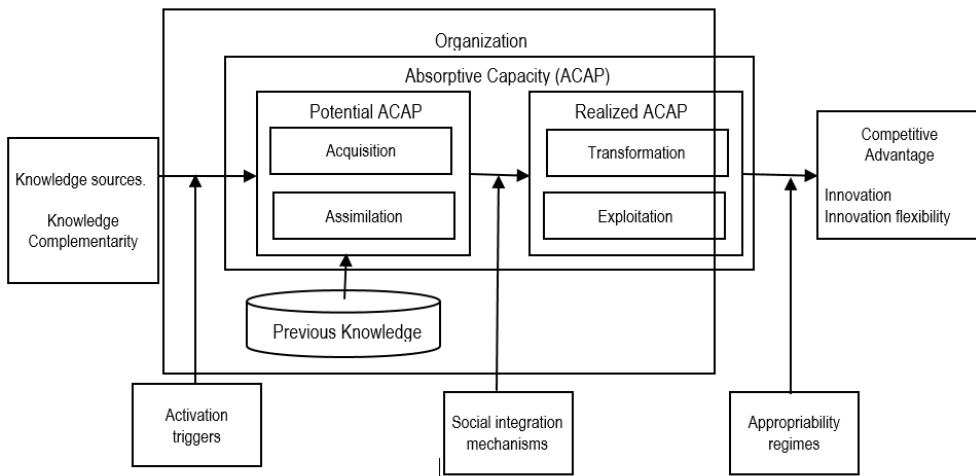 Organization
Absorptive Capacity (ACAP)
Potential ACAP
Realized ACAP
Acquisition
Transformation
Assimilation
Exploitation
Knowledge sources.
Knowledge
Complementarity
Competitive
Advantage
Innovation
Innovation flexibility
Previous Knowledge
Activation
triggers
Social integration
mechanisms
Appropriability
regimes